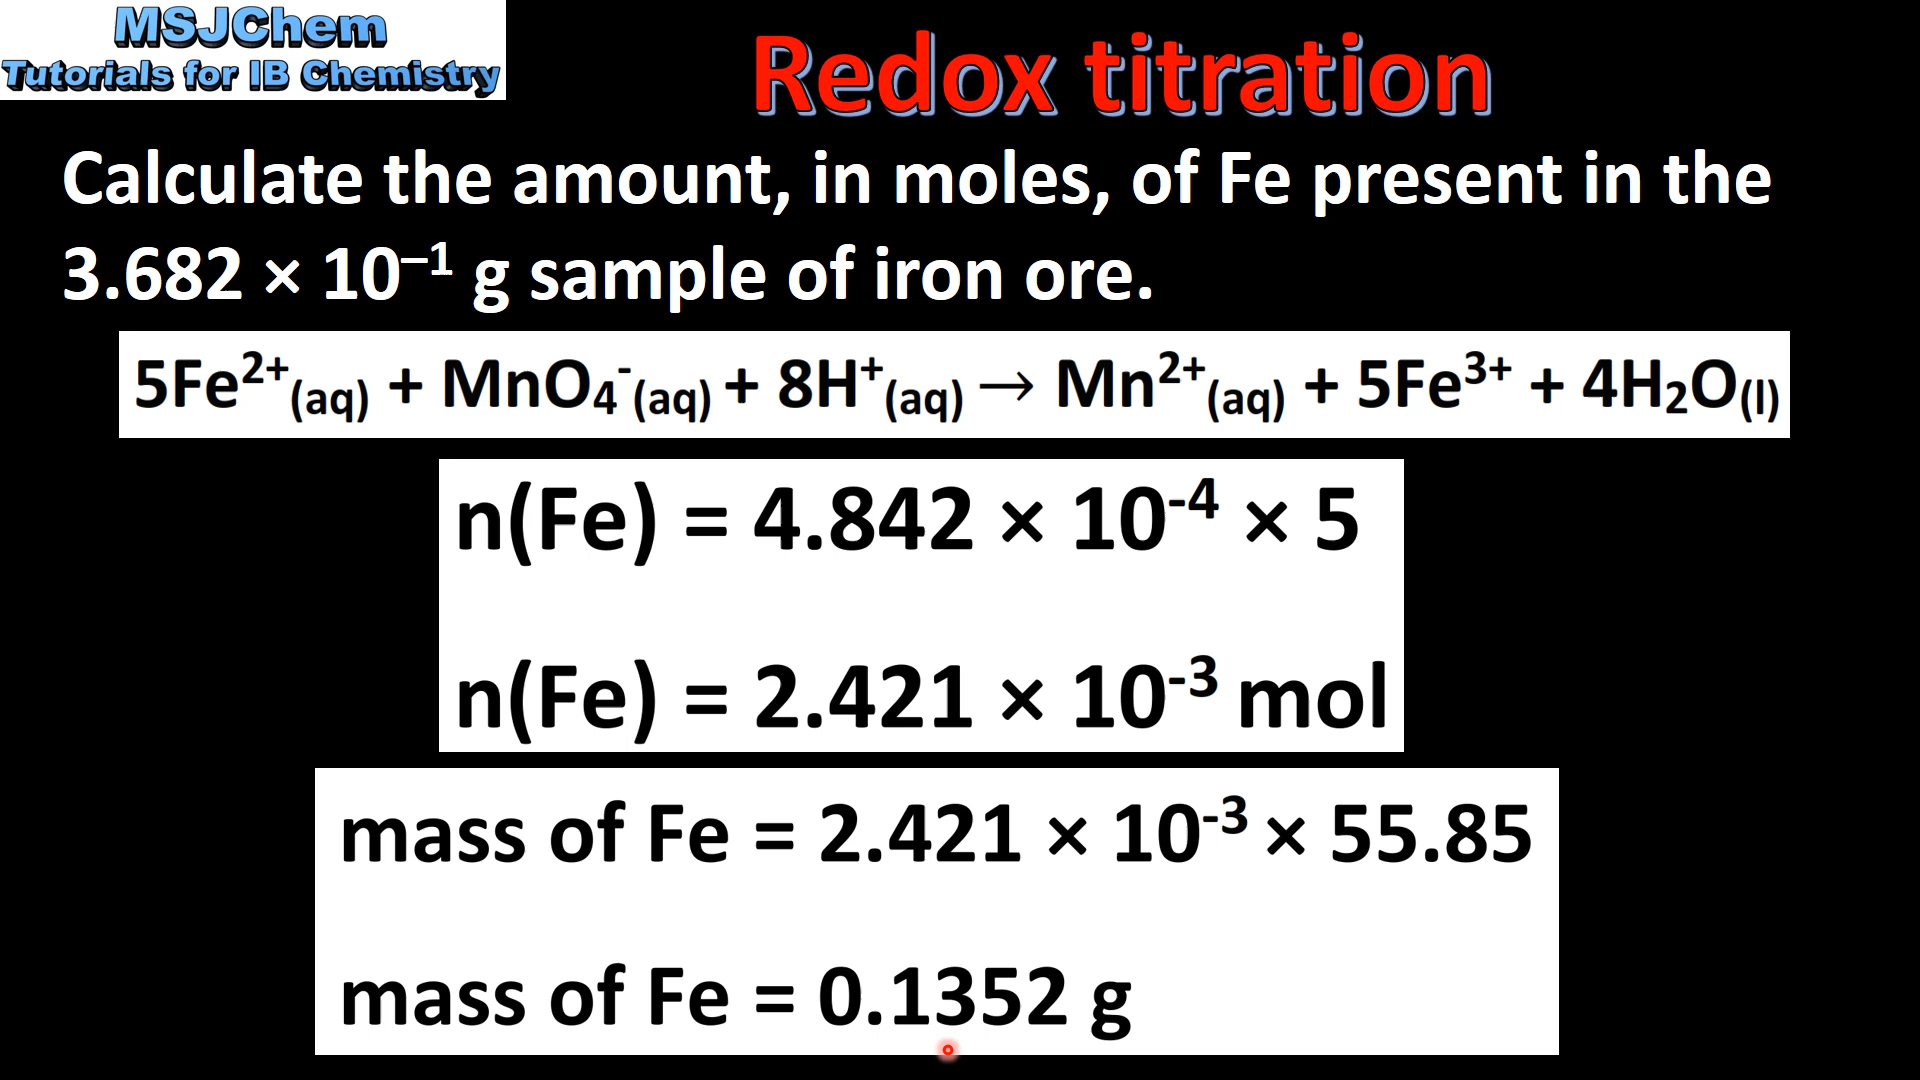 MSJChem
Tutorials for IB Chemistry
Redox titration
Calculate the amount, in moles, of Fe present in the
3.682 × 10⁻¹ g sample of iron ore.
5Fe²⁺(aq) + MnO₄⁻(aq) + 8H⁺(aq) → Mn²⁺(aq) + 5Fe³⁺ + 4H₂O(l)
n(Fe) = 4.842 × 10⁻⁴ × 5
n(Fe) = 2.421 × 10⁻³ mol
mass of Fe = 2.421 × 10⁻³ × 55.85
mass of Fe = 0.1352 g